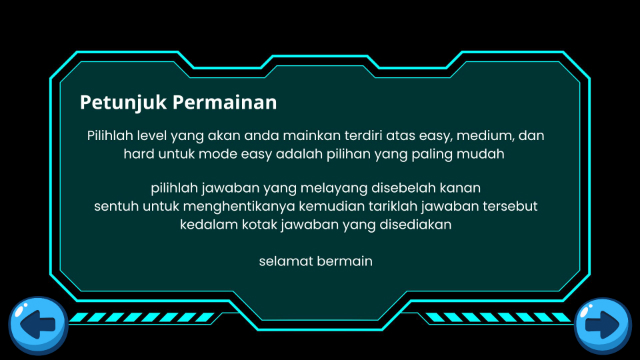 Petunjuk Permainan
Pilihlah level yang akan anda mainkan terdiri atas easy, medium, dan
hard untuk mode easy adalah pilihan yang paling mudah
pilihlah jawaban yang melayang disebelah kanan
sentuh untuk menghentikanya kemudian tariklah jawaban tersebut
kedalam kotak jawaban yang disediakan
selamat bermain